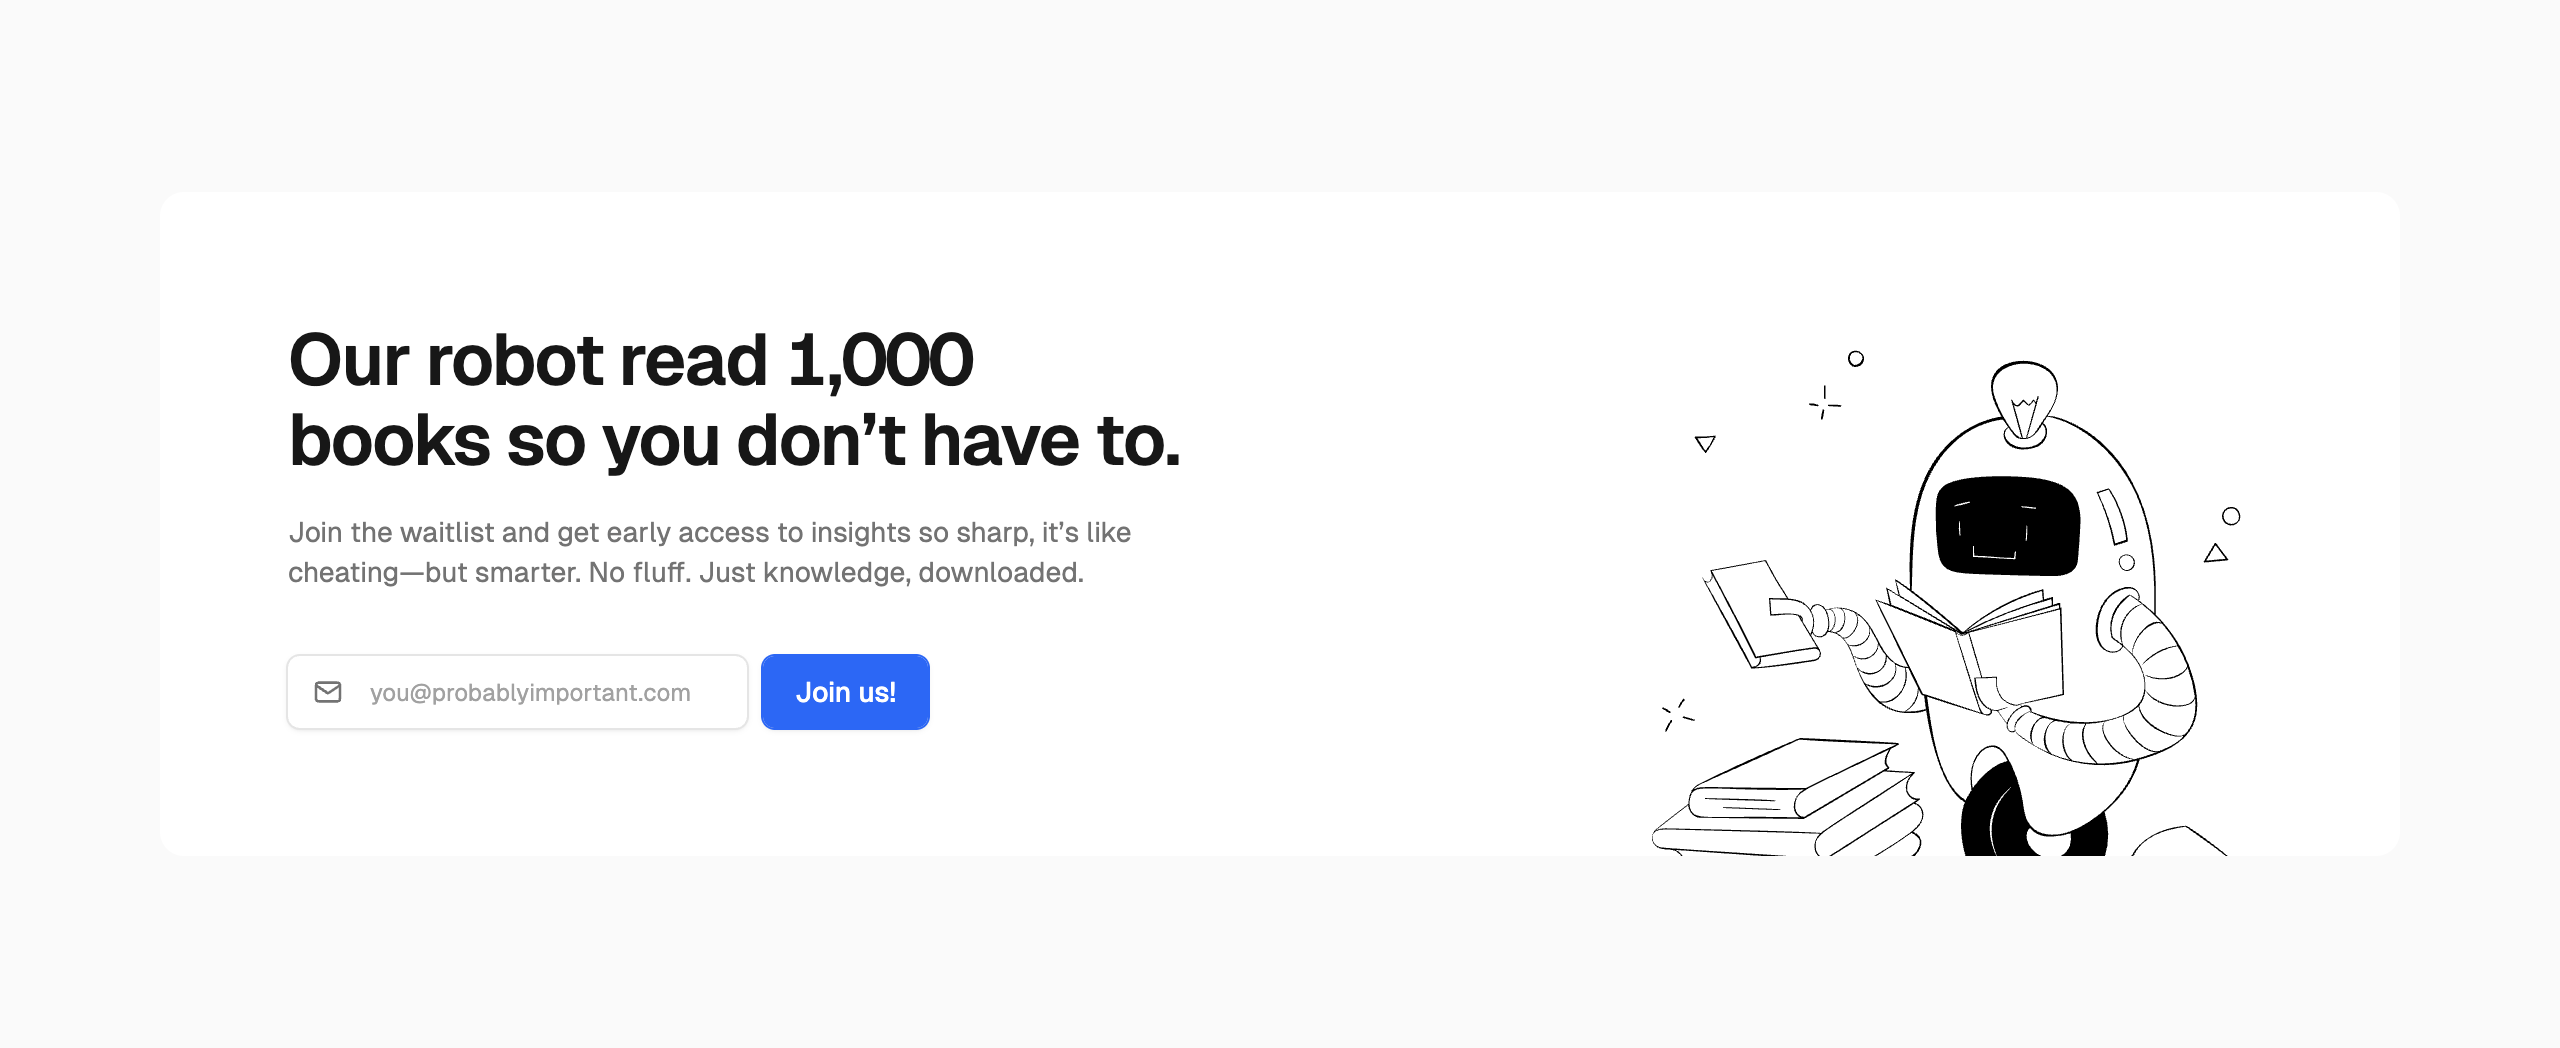 Our robot read 1,000
books so you don’t have to.
Join the waitlist and get early access to insights so sharp, it’s like
cheating—but smarter. No fluff. Just knowledge, downloaded.
you@probablyimportant.com
Join us!